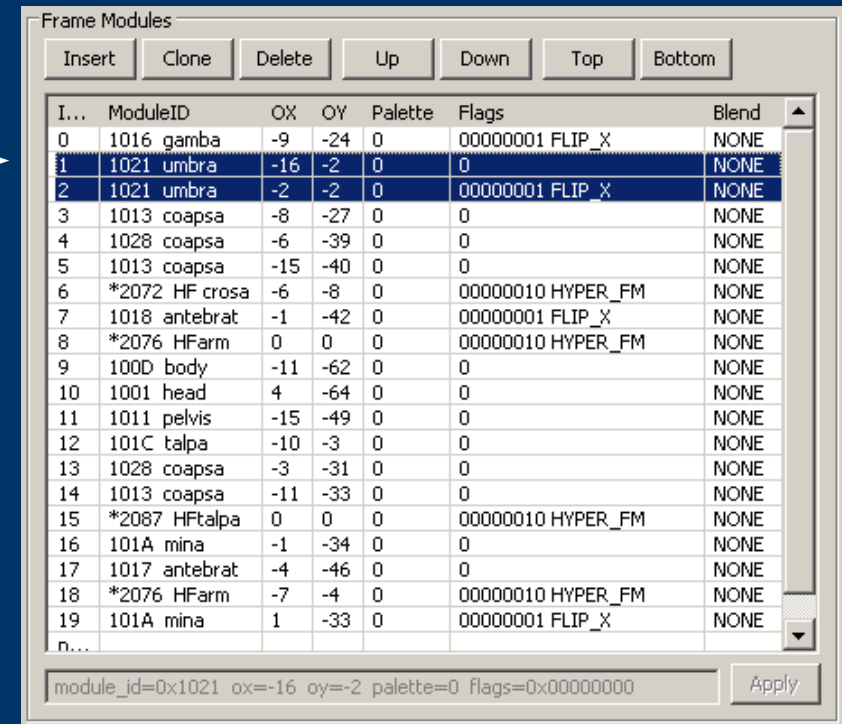 Frame Modules
Insert Clone Delete Up Down Top Bottom
I... ModuleID OX OY Palette Flags Blend
0 1016 gamba -9 -24 0 00000001 FLIP_X NONE
1 1021 umbra -16 -2 0 0 NONE
2 1021 umbra -2 -2 0 00000001 FLIP_X NONE
3 1013 coapsa -8 -27 0 0 NONE
4 1028 coapsa -6 -39 0 0 NONE
5 1013 coapsa -15 -40 0 0 NONE
6 *2072 HF crosa -6 -8 00000010 HYPER_FM NONE
7 1018 antebrat -1 -42 0 00000001 FLIP_X NONE
8 *2076 HFarm 0 0 0 00000010 HYPER_FM NONE
9 100D body -11 -62 0 0 NONE
10 1001 head 4 -64 0 0 NONE
11 1011 pelvis -15 -49 0 0 NONE
12 101C talpa -10 -3 0 0 NONE
13 1028 coapsa -3 -31 0 0 NONE
14 1013 coapsa -11 -33 0 0 NONE
15 *2087 HFtalpa 0 0 0 00000010 HYPER_FM NONE
16 101A mina -1 -34 0 0 NONE
17 1017 antebrat -4 -46 0 0 NONE
18 *2076 HFarm -7 -4 0 00000010 HYPER_FM NONE
19 101A mina 1 -33 0 00000001 FLIP_X NONE
module_id=0x1021 ox=-16 oy=-2 palette=0 flags=0x00000000 Apply